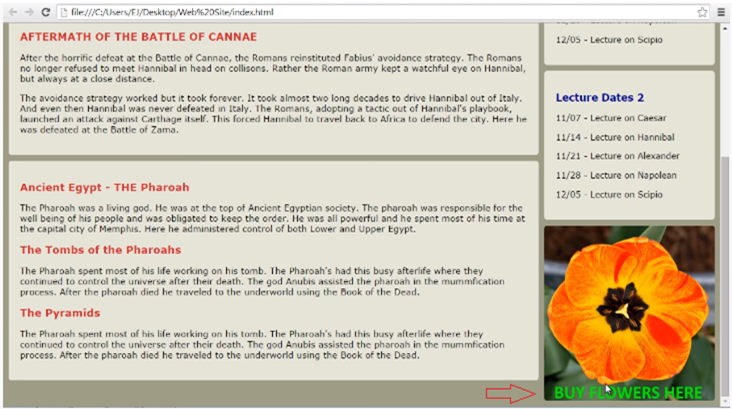 file:///C:/Users/EJ/Desktop/Web%20Site/index.html
AFTERMATH OF THE BATTLE OF CANNAE
After the horrific defeat at the Battle of Cannae, the Romans reinstituted Fabius' avoidance strategy. The Romans
no longer refused to meet Hannibal in head on collisons. Rather the Roman army kept a watchful eye on Hannibal,
but always at a close distance.
The avoidance strategy worked but it took forever. It took almost two long decades to drive Hannibal out of Italy.
And even then Hannibal was never defeated in Italy. The Romans, adopting a tactic out of Hannibal's playbook,
launched an attack against Carthage itself. This forced Hannibal to travel back to Africa to defend the city. Here he
was defeated at the Battle of Zama.
Ancient Egypt - THE Pharoah
The Pharoah was a living god. He was at the top of Ancient Egyptian society. The pharoah was responsible for the
well being of his people and was obligated to keep the order. He was all powerful and he spent most of his time at
the capital city of Memphis. Here he administered control of both Lower and Upper Egypt.
The Tombs of the Pharoahs
The Pharoah spent most of his life working on his tomb. The Pharoah's had this busy afterlife where they
continued to control the universe after their death. The god Anubis assisted the pharoah in the mummfication
process. After the pharoah died he traveled to the underworld using the Book of the Dead.
The Pyramids
The Pharoah spent most of his life working on his tomb. The Pharoah's had this busy afterlife where they
continued to control the universe after their death. The god Anubis assisted the pharoah in the mummfication
process. After the pharoah died he traveled to the underworld using the Book of the Dead.
12/05 - Lecture on Scipio
Lecture Dates 2
11/07 - Lecture on Caesar
11/14 - Lecture on Hannibal
11/21 - Lecture on Alexander
11/28 - Lecture on Napolean
12/05 - Lecture on Scipio
BUY FLOWERS HERE